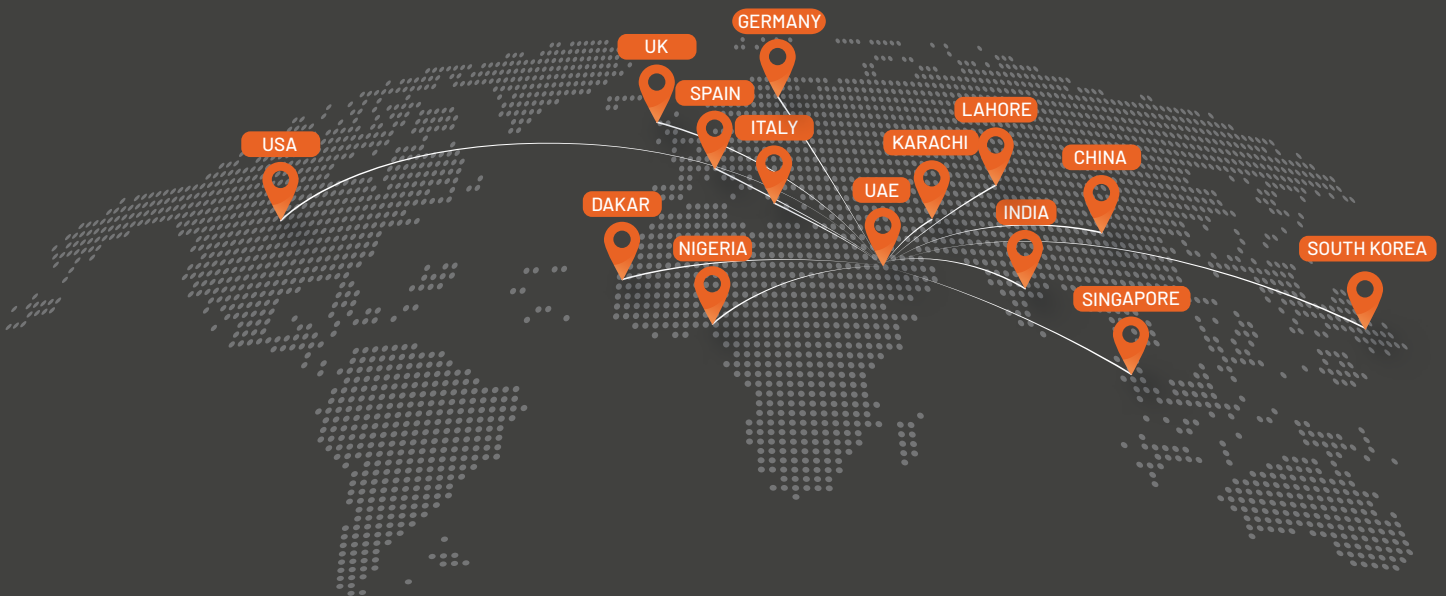 GERMANY
UK
SPAIN
LAHORE
ITALY
USA
KARACHI
CHINA
UAE
DAKAR
INDIA
NIGERIA
SOUTH KOREA
SINGAPORE